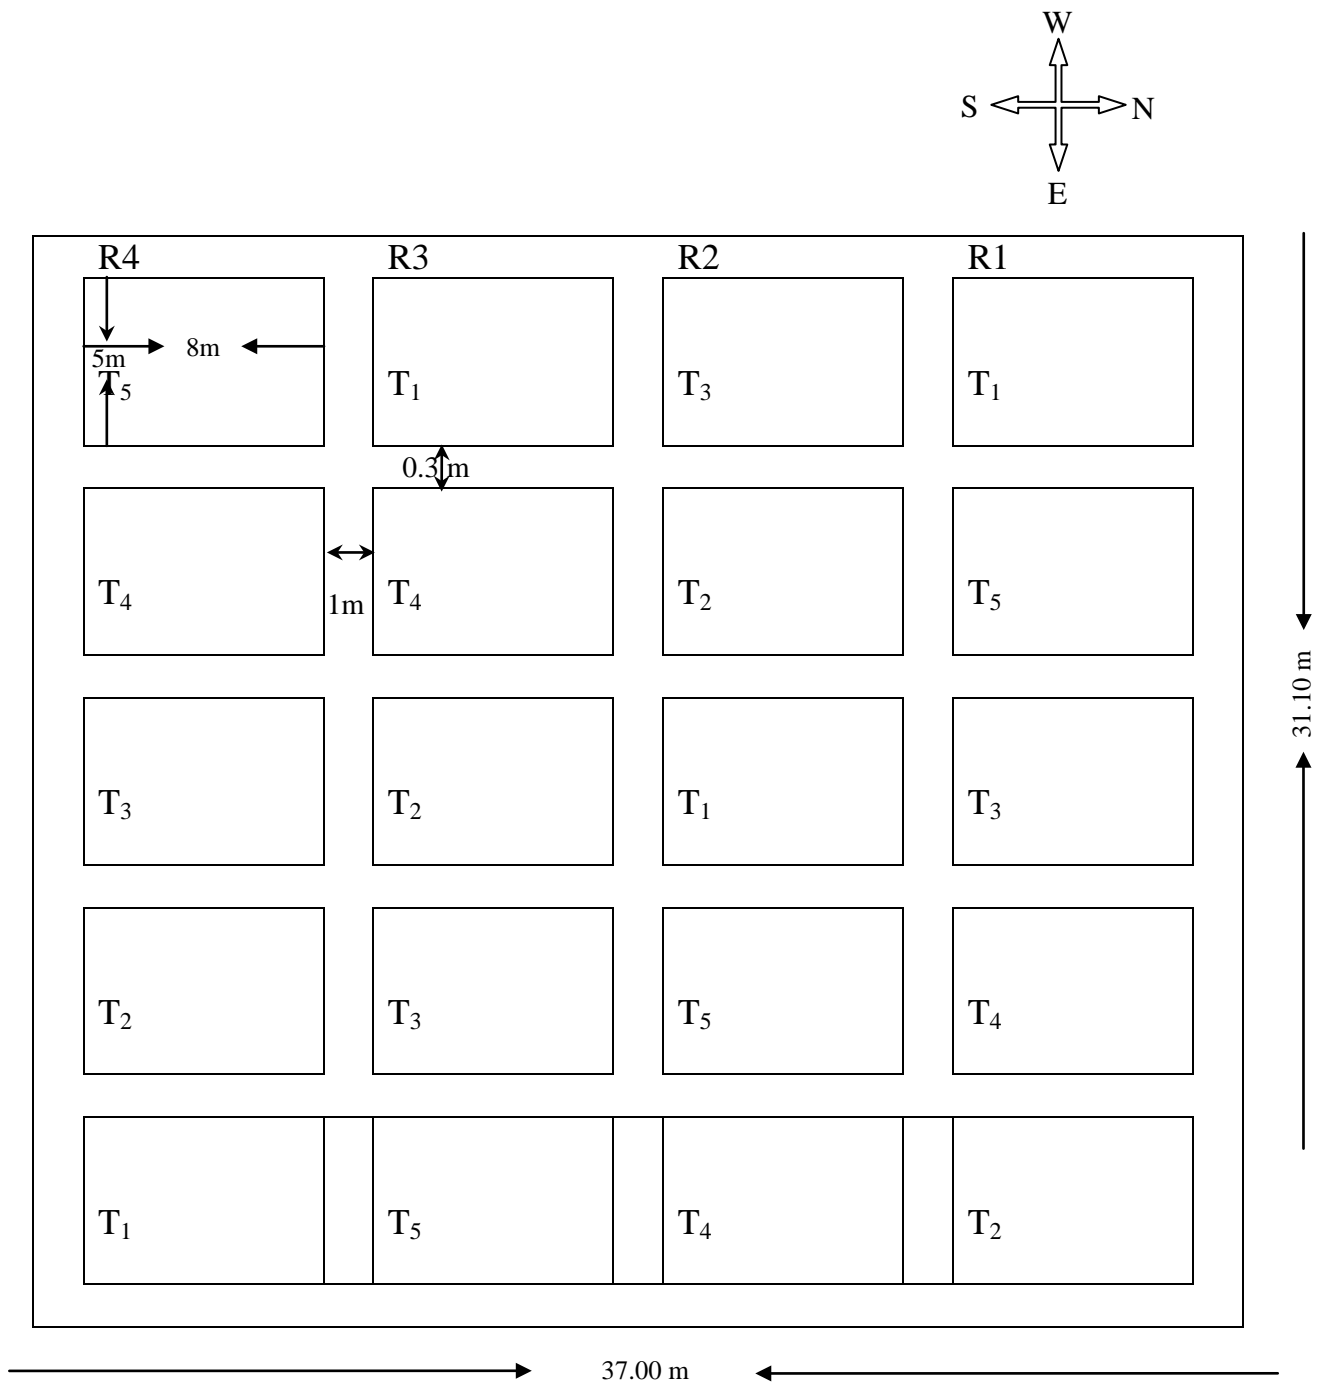 W
S N
E
R4 R3 R2 R1
8m
5m
T5 T1 T3 T1
0.3 m
T4 T4 T2 T5
1m
31.10 m
T3 T2 T1 T3
T2 T3 T5 T4
T1 T5 T4 T2
37.00 m